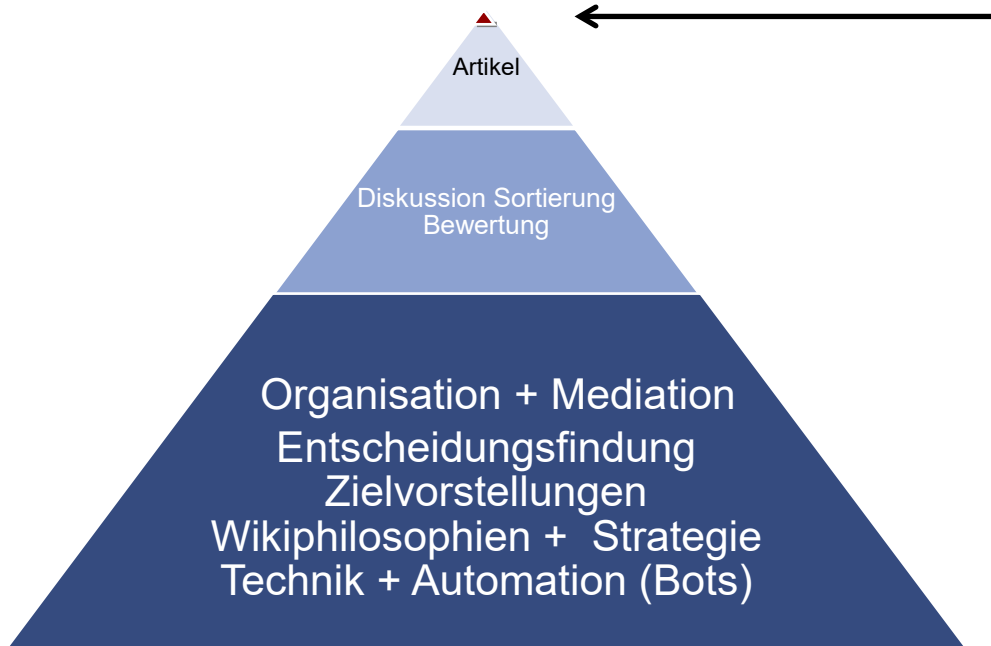 Artikel
Diskussion Sortierung
Bewertung
Organisation + Mediation
Entscheidungsfindung
Zielvorstellungen
Wikiphilosophien + Strategie
Technik + Automation (Bots)